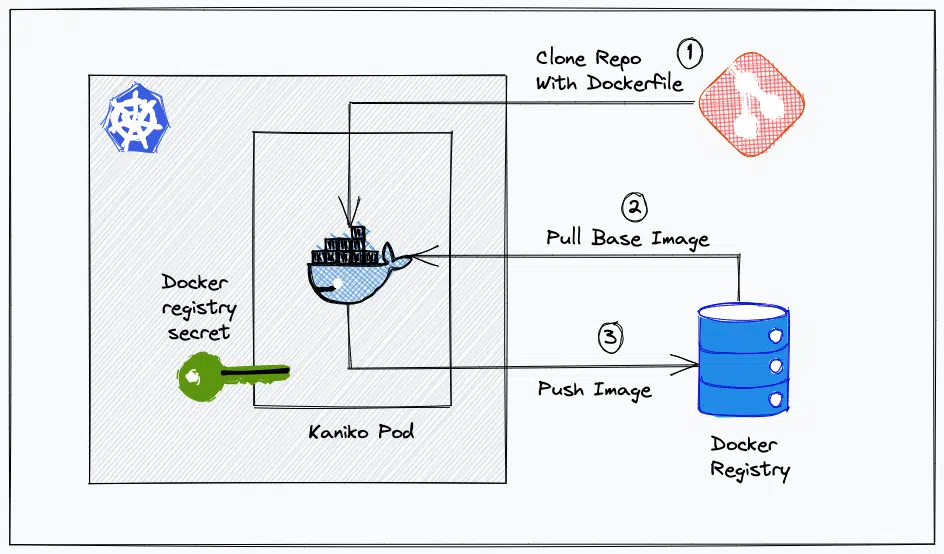 1
Clone Repo
With Dockerfile
2
Pull Base Image
Docker
registry
secret
3
Push Image
Kaniko Pod
Docker
Registry